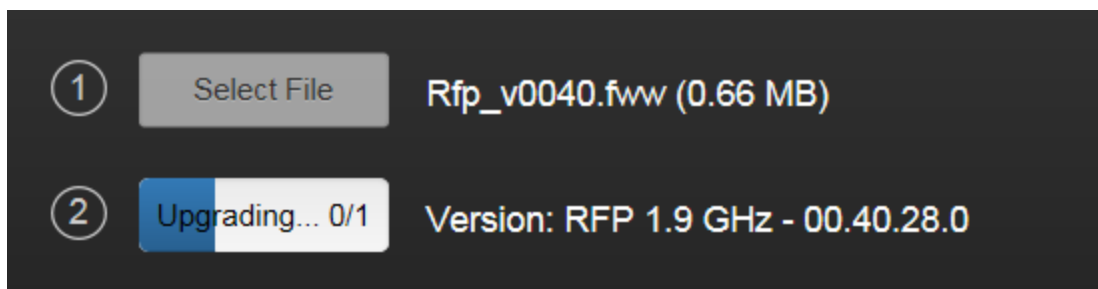 1 Select File Rfp_v0040.fww (0.66 MB)
2 Upgrading... 0/1 Version: RFP 1.9 GHz - 00.40.28.0